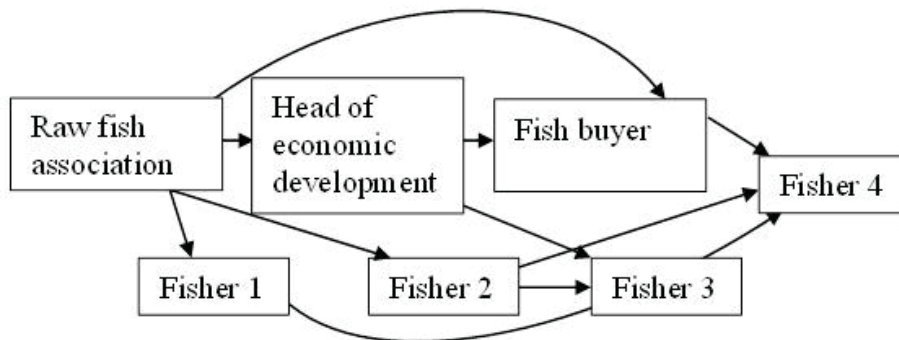 Raw fish
association
Head of
economic
development
Fish buyer
Fisher 4
Fisher 1
Fisher 2
Fisher 3